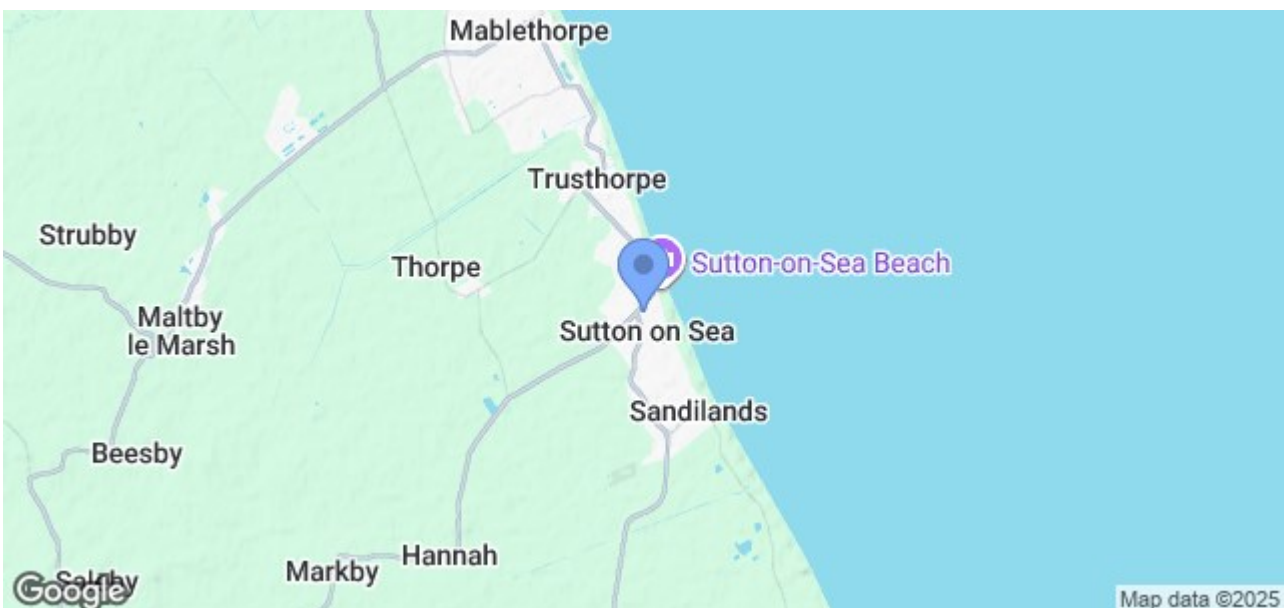 Mablethorpe
Trusthorpe
Strubby
Sutton-on-Sea Beach
Thorpe
Maltby
le Marsh
Sutton on Sea
Sandilands
Beesby
Hannah
Markby
Google
Map data ©2025